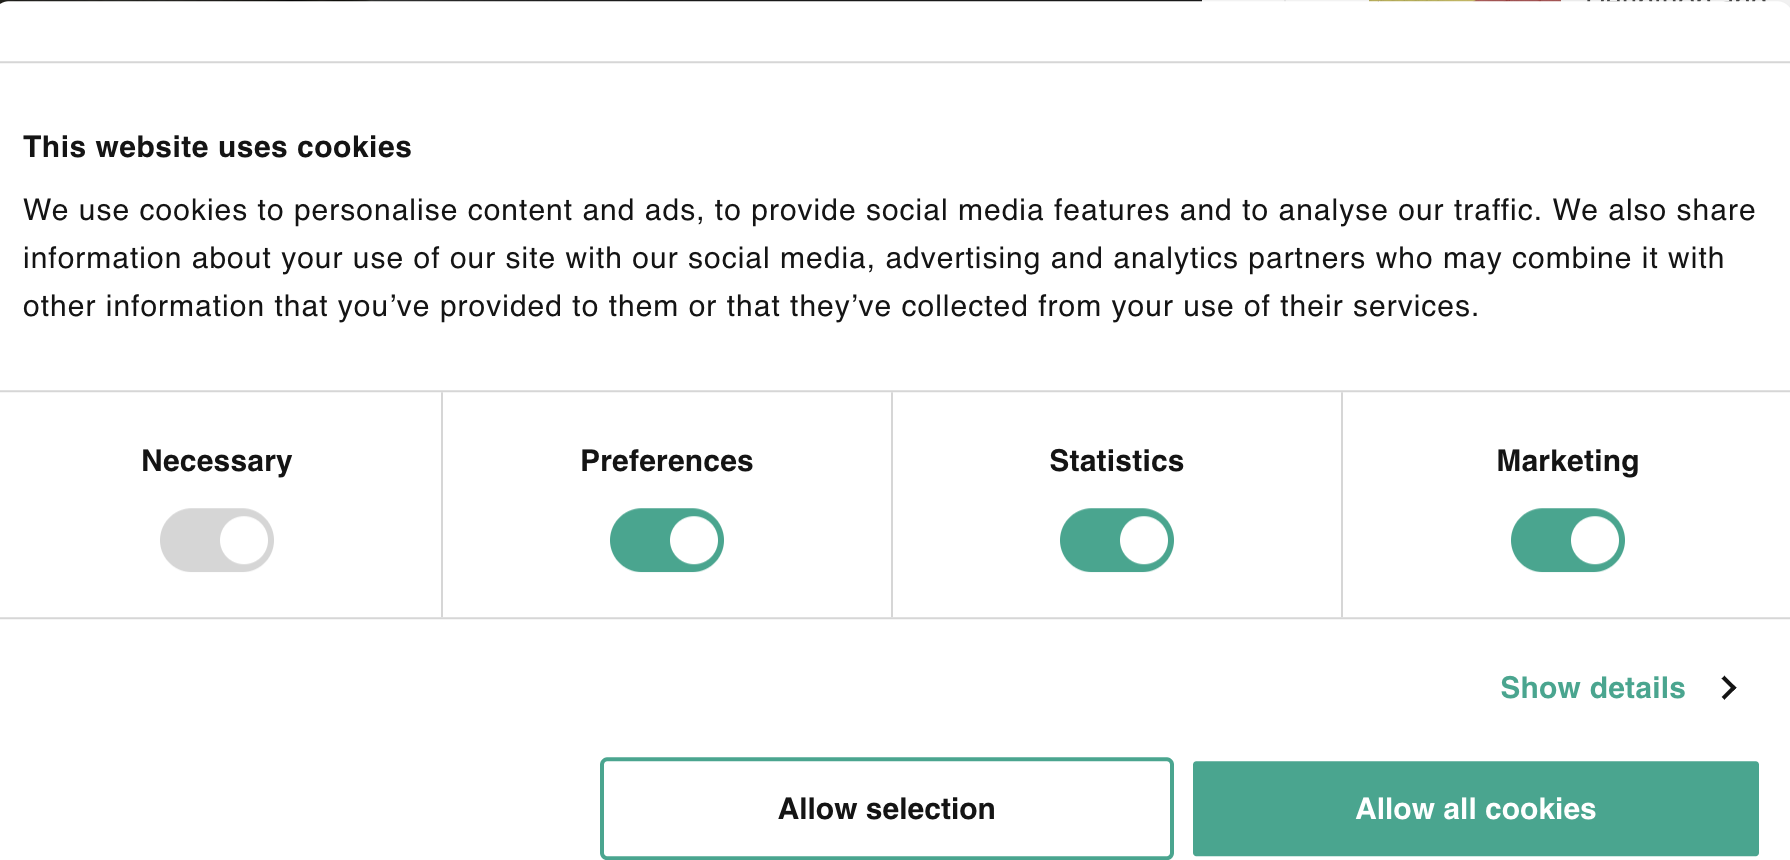 This website uses cookies
We use cookies to personalise content and ads, to provide social media features and to analyse our traffic. We also share
information about your use of our site with our social media, advertising and analytics partners who may combine it with
other information that you’ve provided to them or that they’ve collected from your use of their services.
Necessary
Preferences
Statistics
Marketing
Show details
Allow selection
Allow all cookies